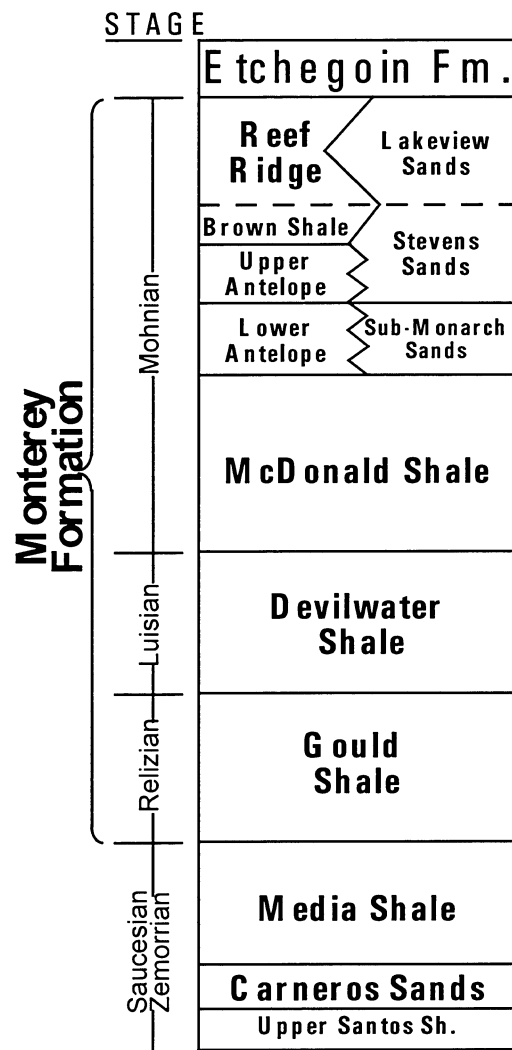 STAGE
Etchegoin Fm.
Reef
Ridge
Lakeview
Sands
Brown Shale
Stevens
Sands
Upper
Antelope
Lower
Antelope
Sub-Monarch
Sands
McDonald Shale
Devilwater
Shale
Gould
Shale
Media Shale
Carneros Sands
Upper Santos Sh.
Mohnian
Luisian
Relizian
Saucesian
Zemorrian
Monterey
Formation